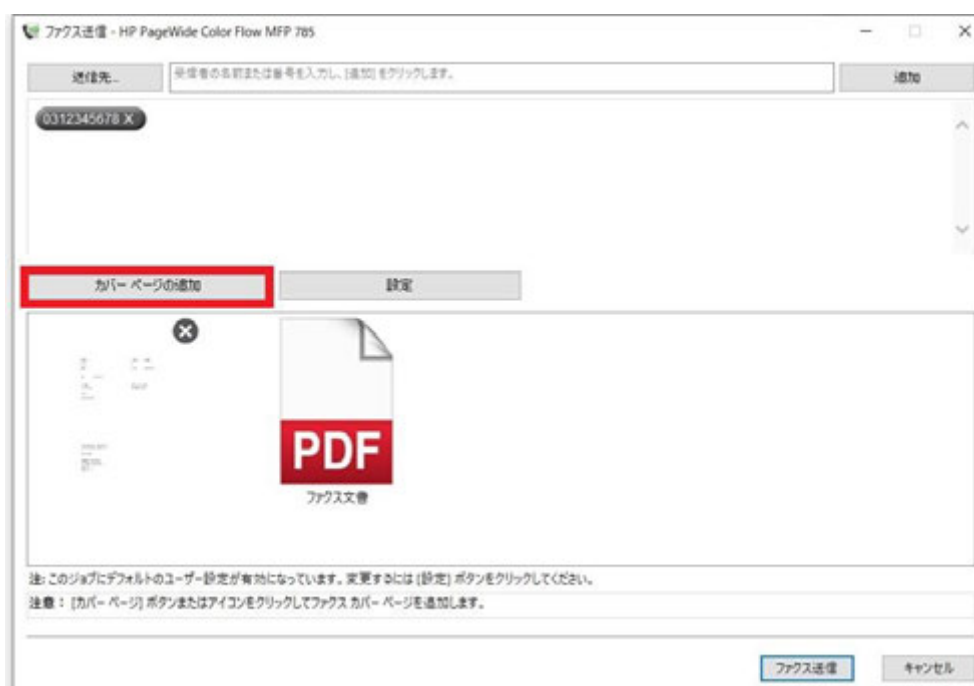 ファクス送信 - HP PageWide Color Flow MFP 785
送信先...
受信者の名前または番号を入力し、[追加] をクリックします。
追加
0312345678 X
カバー ページの追加
設定
PDF
ファクス文書
注: このジョブにデフォルトのユーザー設定が有効になっています。変更するには [設定] ボタンをクリックしてください。
注意： [カバー ページ] ボタンまたはアイコンをクリックしてファクス カバー ページを追加します。
ファクス送信
キャンセル